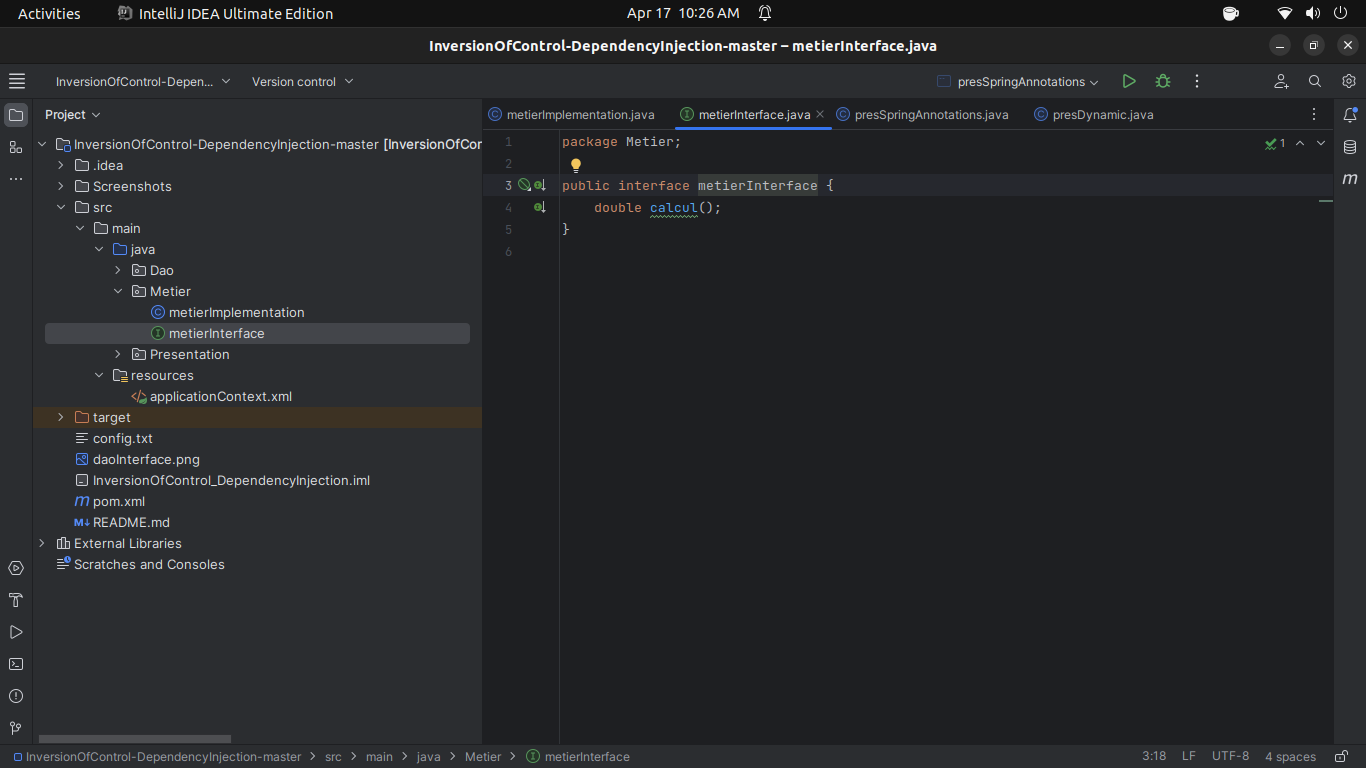 Activities IntelliJ IDEA Ultimate Edition Apr 17 10:26 AM
InversionOfControl-DependencyInjection-master – metierInterface.java
InversionOfControl-Depen... Version control presSpringAnnotations
Project
InversionOfControl-DependencyInjection-master [InversionOfCor
.idea
Screenshots
src
main
java
Dao
Metier
metierImplementation
metierInterface
Presentation
resources
applicationContext.xml
target
config.txt
daoInterface.png
InversionOfControl_DependencyInjection.iml
pom.xml
README.md
External Libraries
Scratches and Consoles
metierImplementation.java metierInterface.java presSpringAnnotations.java presDynamic.java
1 package Metier; 1
2
3 public interface metierInterface {
4 double calcul();
5 }
6
InversionOfControl-DependencyInjection-master src main java Metier metierInterface 3:18 LF UTF-8 4 spaces